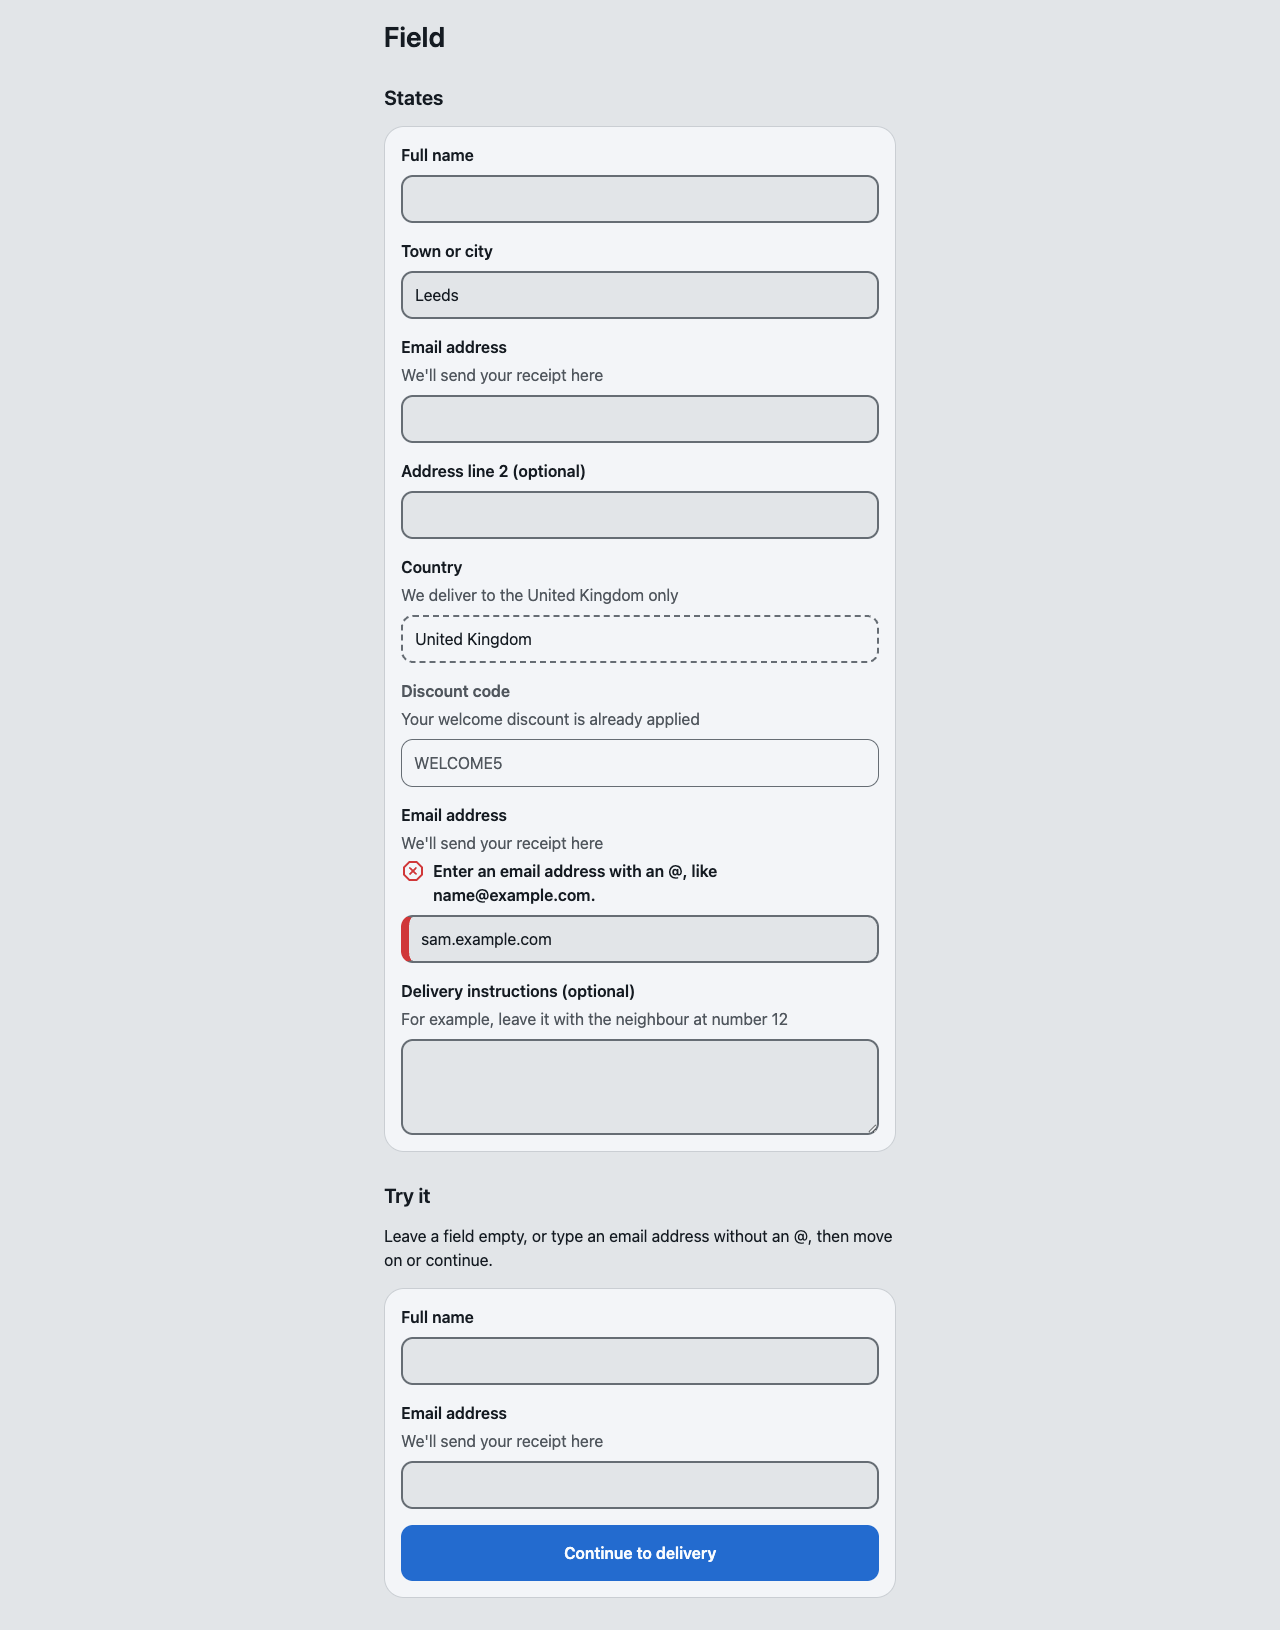 Field
States
Full name
Town or city
Leeds
Email address
We'll send your receipt here
Address line 2 (optional)
Country
We deliver to the United Kingdom only
United Kingdom
Discount code
Your welcome discount is already applied
WELCOME5
Email address
We'll send your receipt here
Enter an email address with an @, like
name@example.com.
sam.example.com
Delivery instructions (optional)
For example, leave it with the neighbour at number 12
Try it
Leave a field empty, or type an email address without an @, then move
on or continue.
Full name
Email address
We'll send your receipt here
Continue to delivery